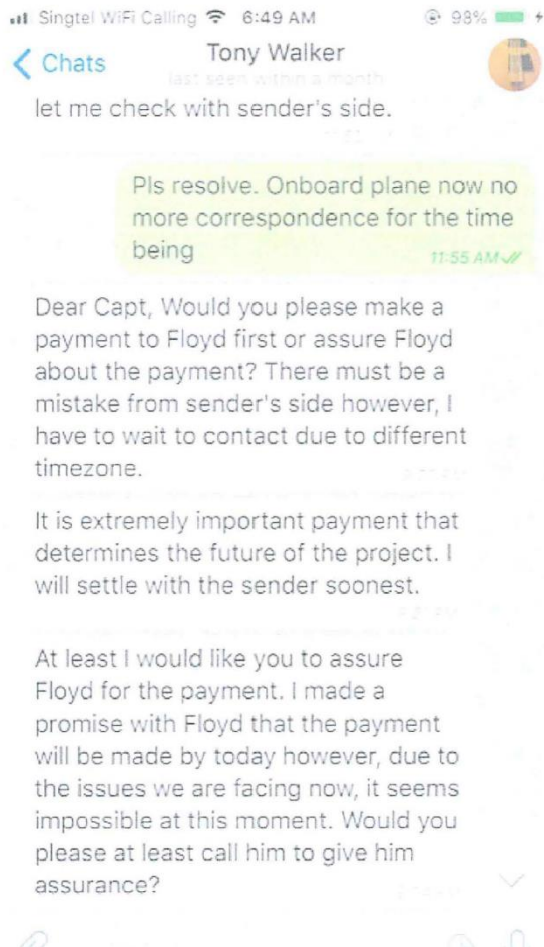 Singtel WiFi Calling 6:49 AM 98%
Chats
Tony Walker
last seen within a month
let me check with sender's side.
Pls resolve. Onboard plane now no
more correspondence for the time
being
11:55 AM
Dear Capt, Would you please make a
payment to Floyd first or assure Floyd
about the payment? There must be a
mistake from sender's side however, I
have to wait to contact due to different
timezone.
It is extremely important payment that
determines the future of the project. I
will settle with the sender soonest.
At least I would like you to assure
Floyd for the payment. I made a
promise with Floyd that the payment
will be made by today however, due to
the issues we are facing now, it seems
impossible at this moment. Would you
please at least call him to give him
assurance?